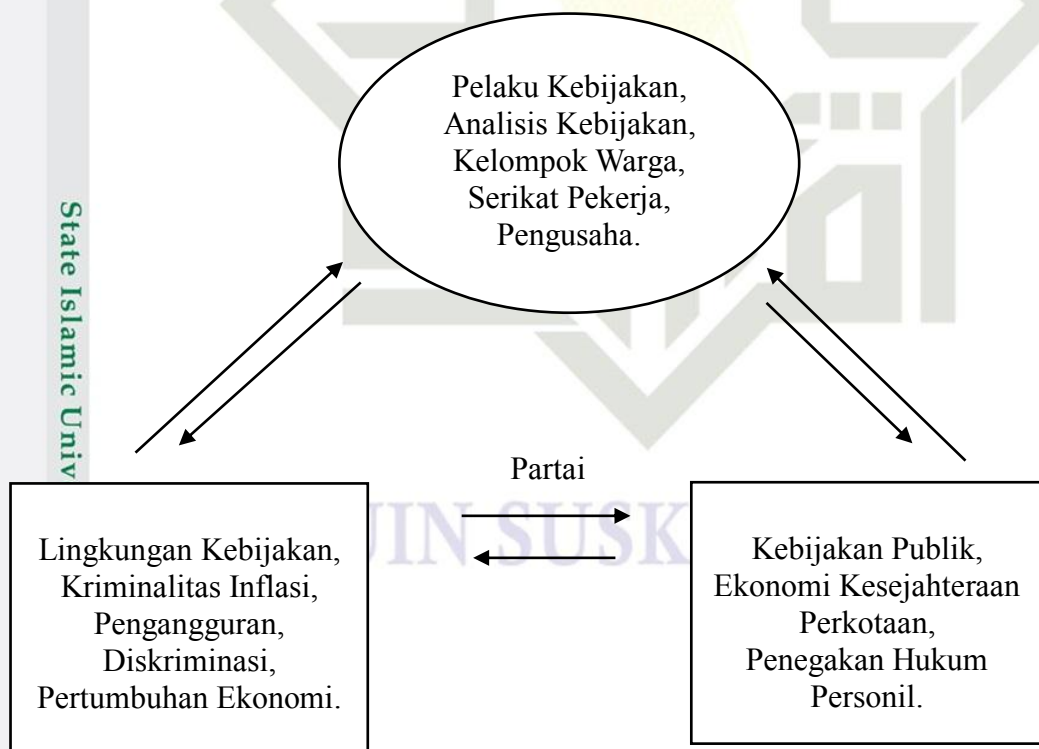 Pelaku Kebijakan,
Analisis Kebijakan,
Kelompok Warga,
Serikat Pekerja,
Pengusaha.
State Islamic Univ
Partai
UIN SUSK
Lingkungan Kebijakan,
Kriminalitas Inflasi,
Pengangguran,
Diskriminasi,
Pertumbuhan Ekonomi.
Kebijakan Publik,
Ekonomi Kesejahteraan
Perkotaan,
Penegakan Hukum
Personil.